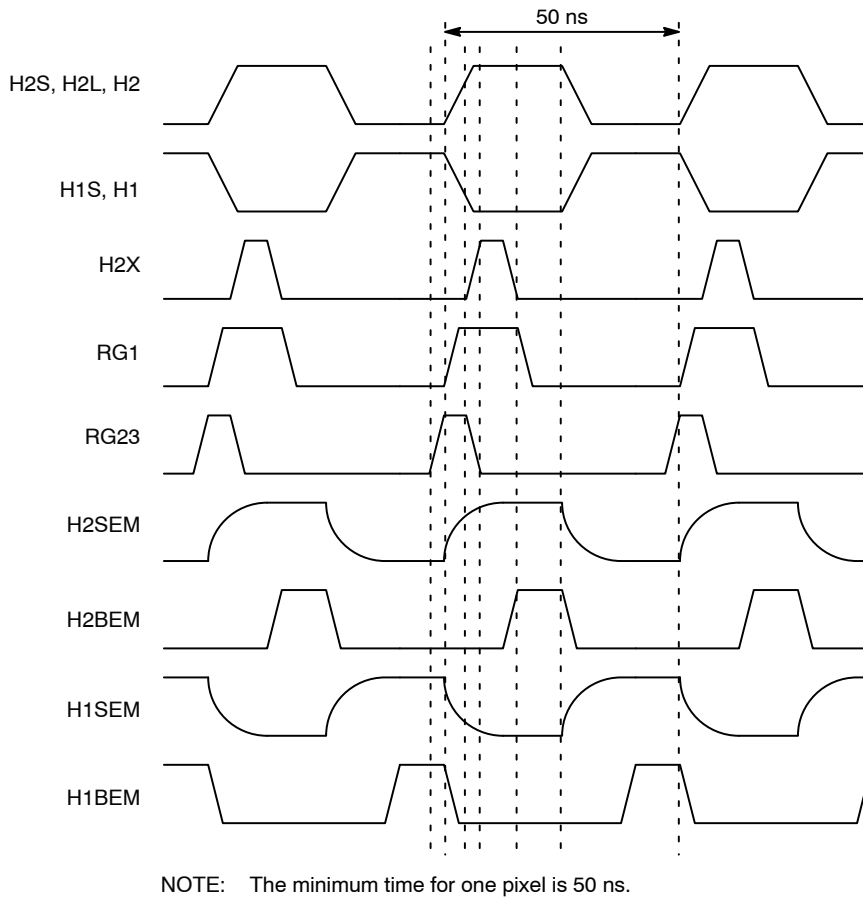 50 ns
H2S, H2L, H2
H1S, H1
H2X
RG1
RG23
H2SEM
H2BEM
H1SEM
H1BEM
NOTE: The minimum time for one pixel is 50 ns.